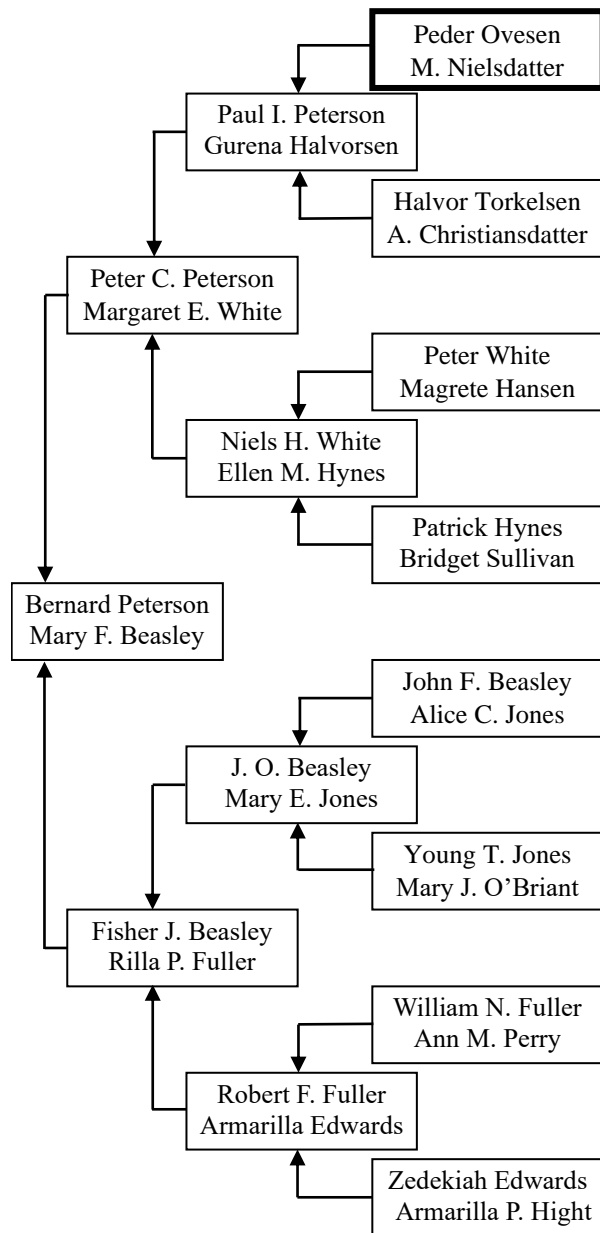 Peder Ovesen
M. Nielsdatter
Paul I. Peterson
Gurena Halvorsen
Halvor Torkelsen
A. Christiansdatter
Peter C. Peterson
Margaret E. White
Peter White
Magrete Hansen
Niels H. White
Ellen M. Hynes
Patrick Hynes
Bridget Sullivan
Bernard Peterson
Mary F. Beasley
John F. Beasley
Alice C. Jones
J. O. Beasley
Mary E. Jones
Young T. Jones
Mary J. O’Briant
Fisher J. Beasley
Rilla P. Fuller
William N. Fuller
Ann M. Perry
Robert F. Fuller
Armarilla Edwards
Zedekiah Edwards
Armarilla P. Hight